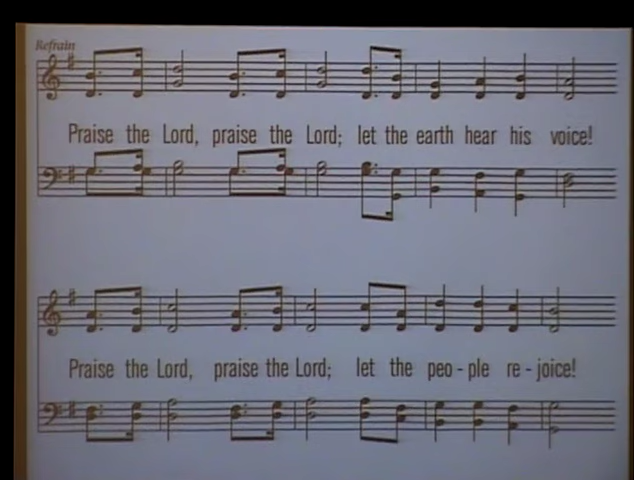 Refrain
Praise the Lord, praise the Lord; let the earth hear his voice!
Praise the Lord, praise the Lord; let the peo - ple re - joice!